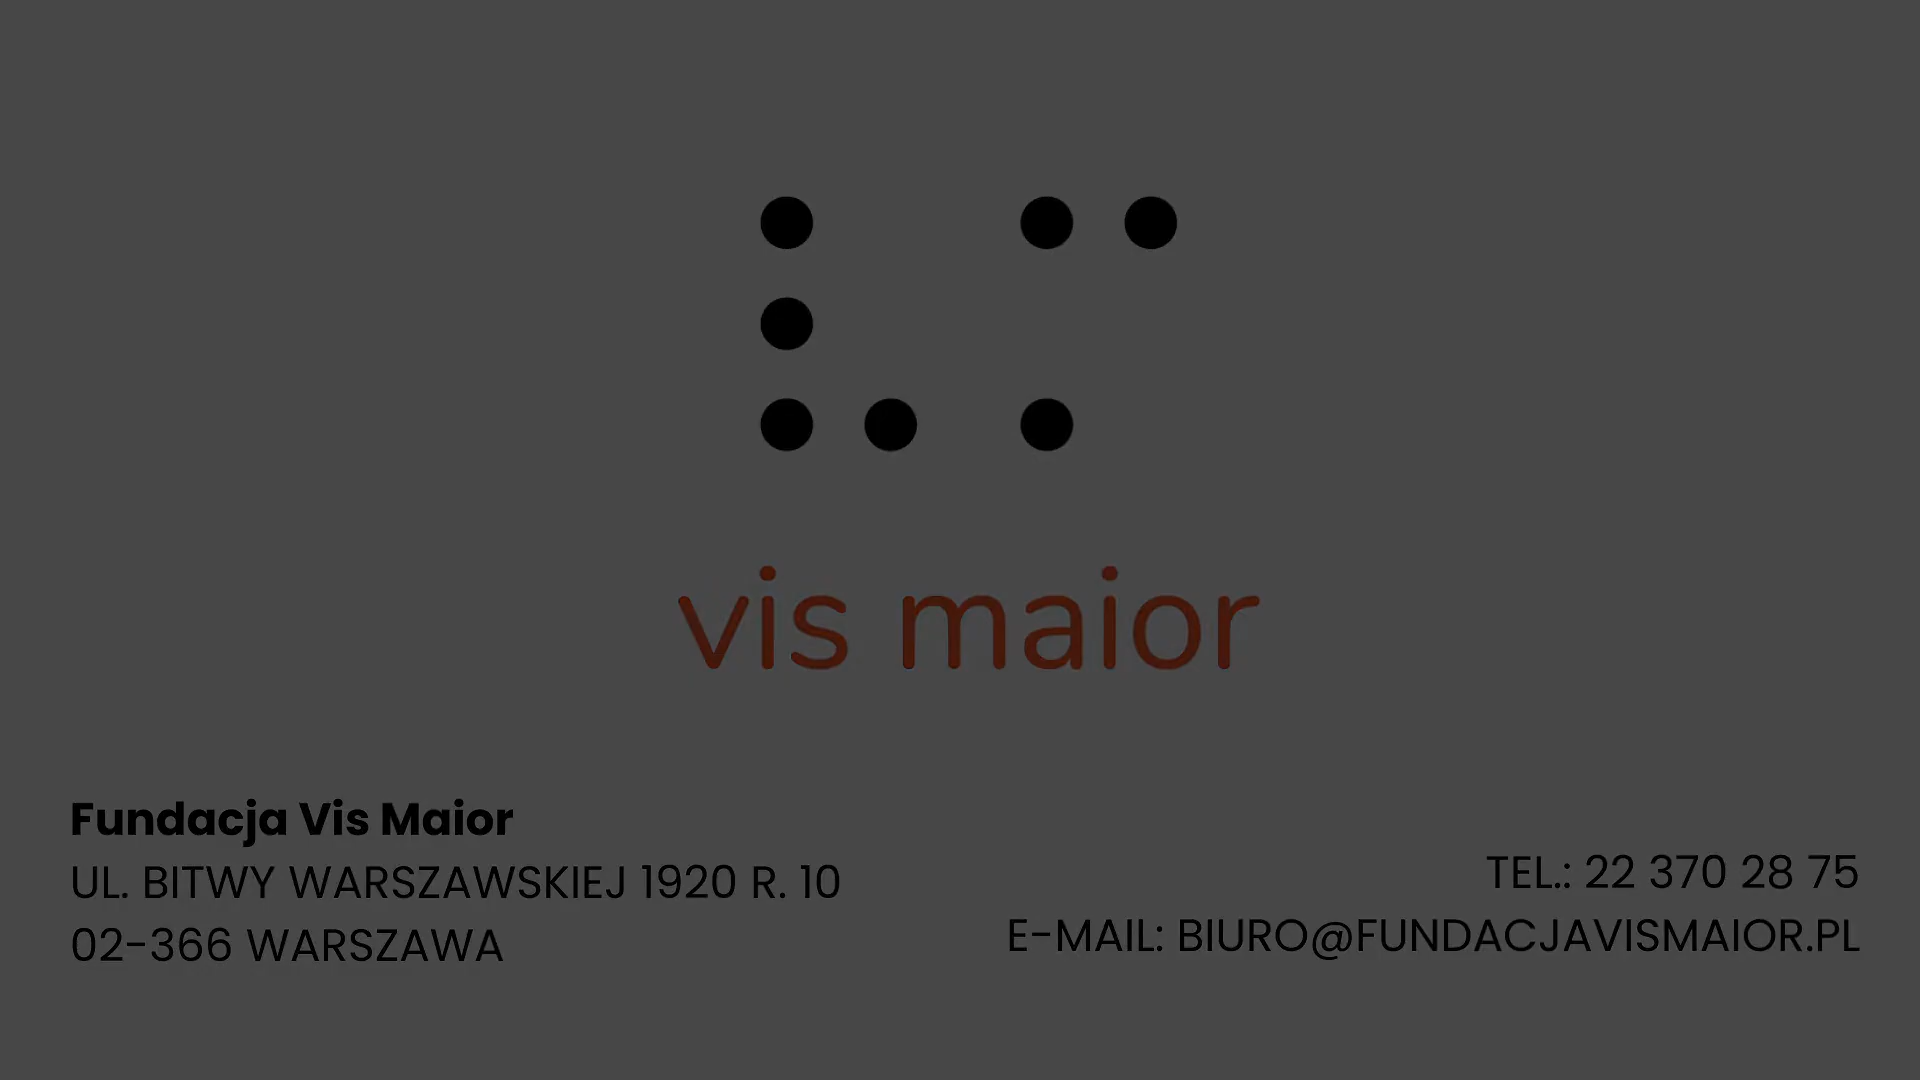 vis maior
Fundacja Vis Maior
UL. BITWY WARSZAWSKIEJ 1920 R. 10
02-366 WARSZAWA
TEL.: 22 370 28 75
E-MAIL: BIURO@FUNDACJAVISMAIOR.PL